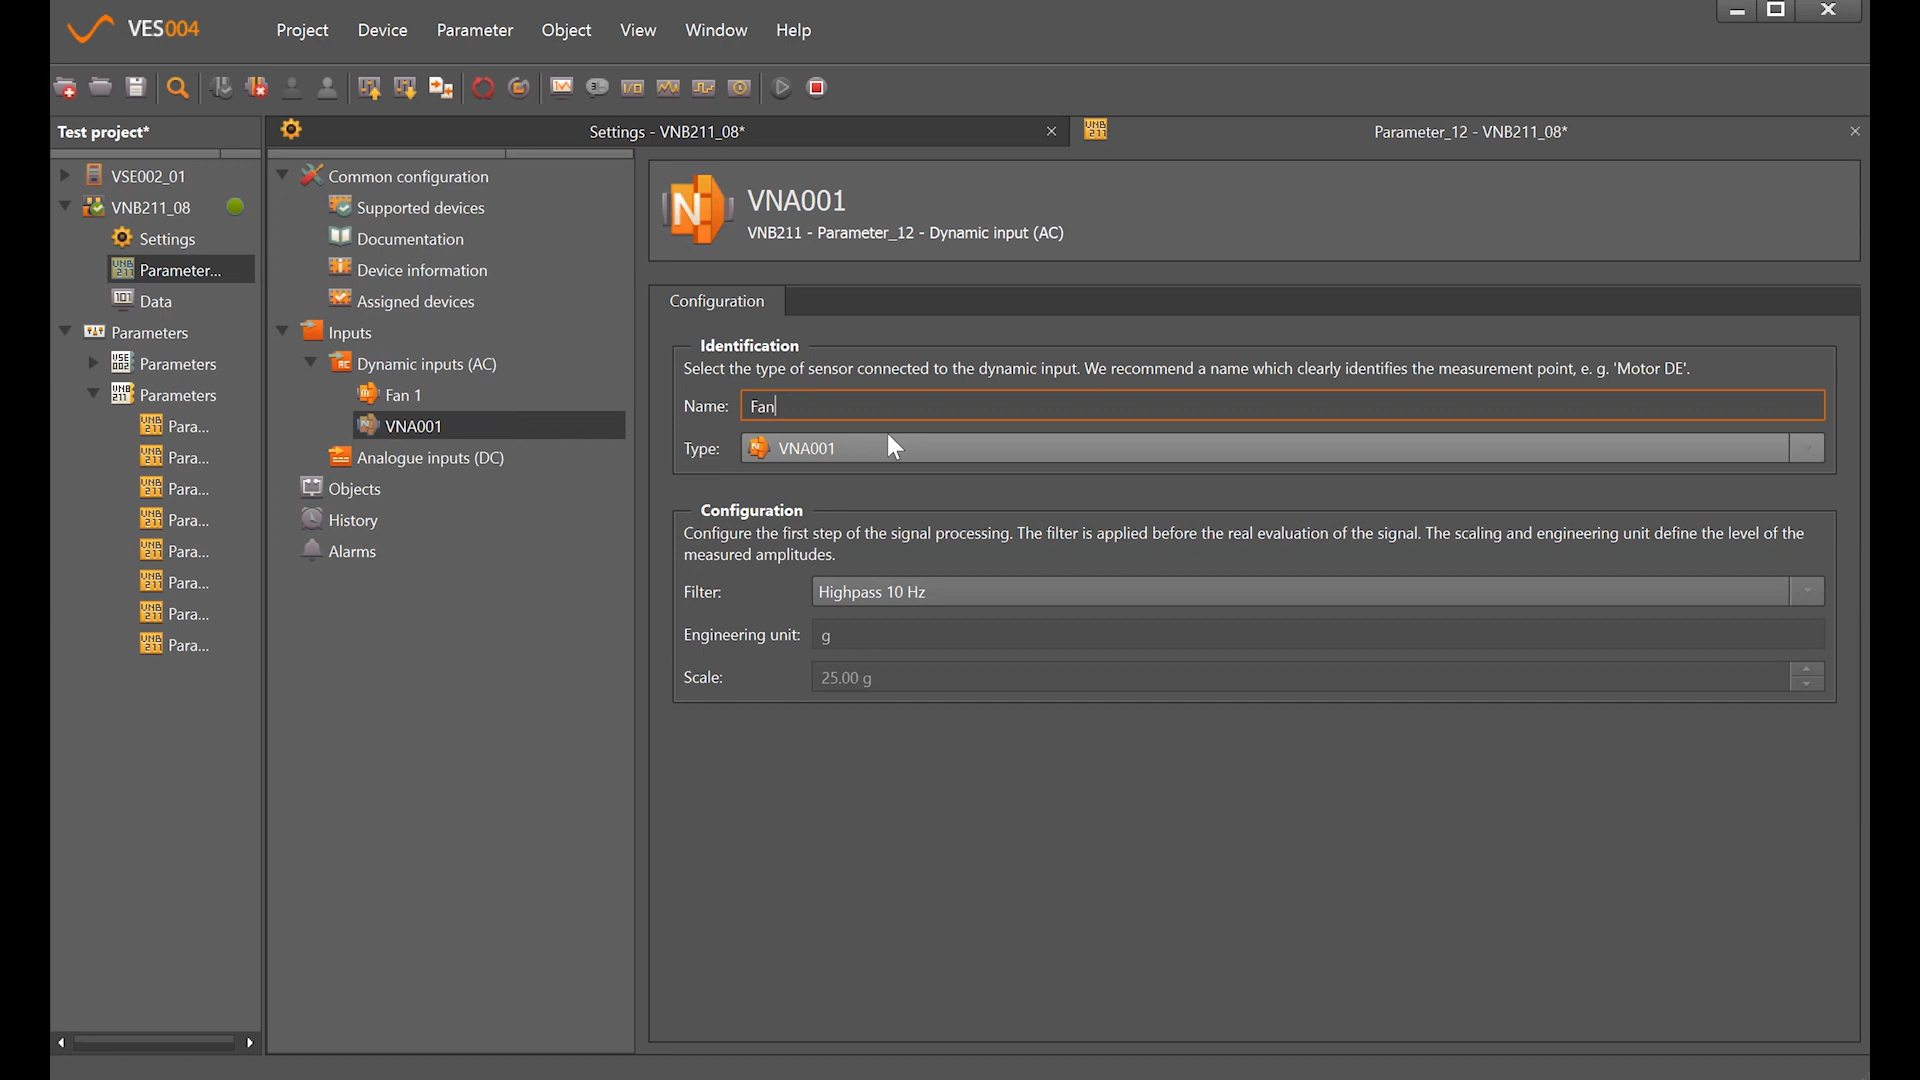 VES004
Project Device Parameter Object View Window Help
Test project*
Settings - VNB211_08*
Parameter_12 - VNB211_08*
VSE002_01
VNB211_08
Settings
Parameter...
Data
Parameters
Parameters
Parameters
Para...
Para...
Para...
Para...
Para...
Para...
Para...
Para...
Common configuration
Supported devices
Documentation
Device information
Assigned devices
Inputs
Dynamic inputs (AC)
Fan 1
VNA001
Analogue inputs (DC)
Objects
History
Alarms
N
VNA001
VNB211 - Parameter_12 - Dynamic input (AC)
Configuration
Identification
Select the type of sensor connected to the dynamic input. We recommend a name which clearly identifies the measurement point, e. g. 'Motor DE'.
Name: Fan
Type: VNA001
Configuration
Configure the first step of the signal processing. The filter is applied before the real evaluation of the signal. The scaling and engineering unit define the level of the
measured amplitudes.
Filter: Highpass 10 Hz
Engineering unit: g
Scale: 25.00 g